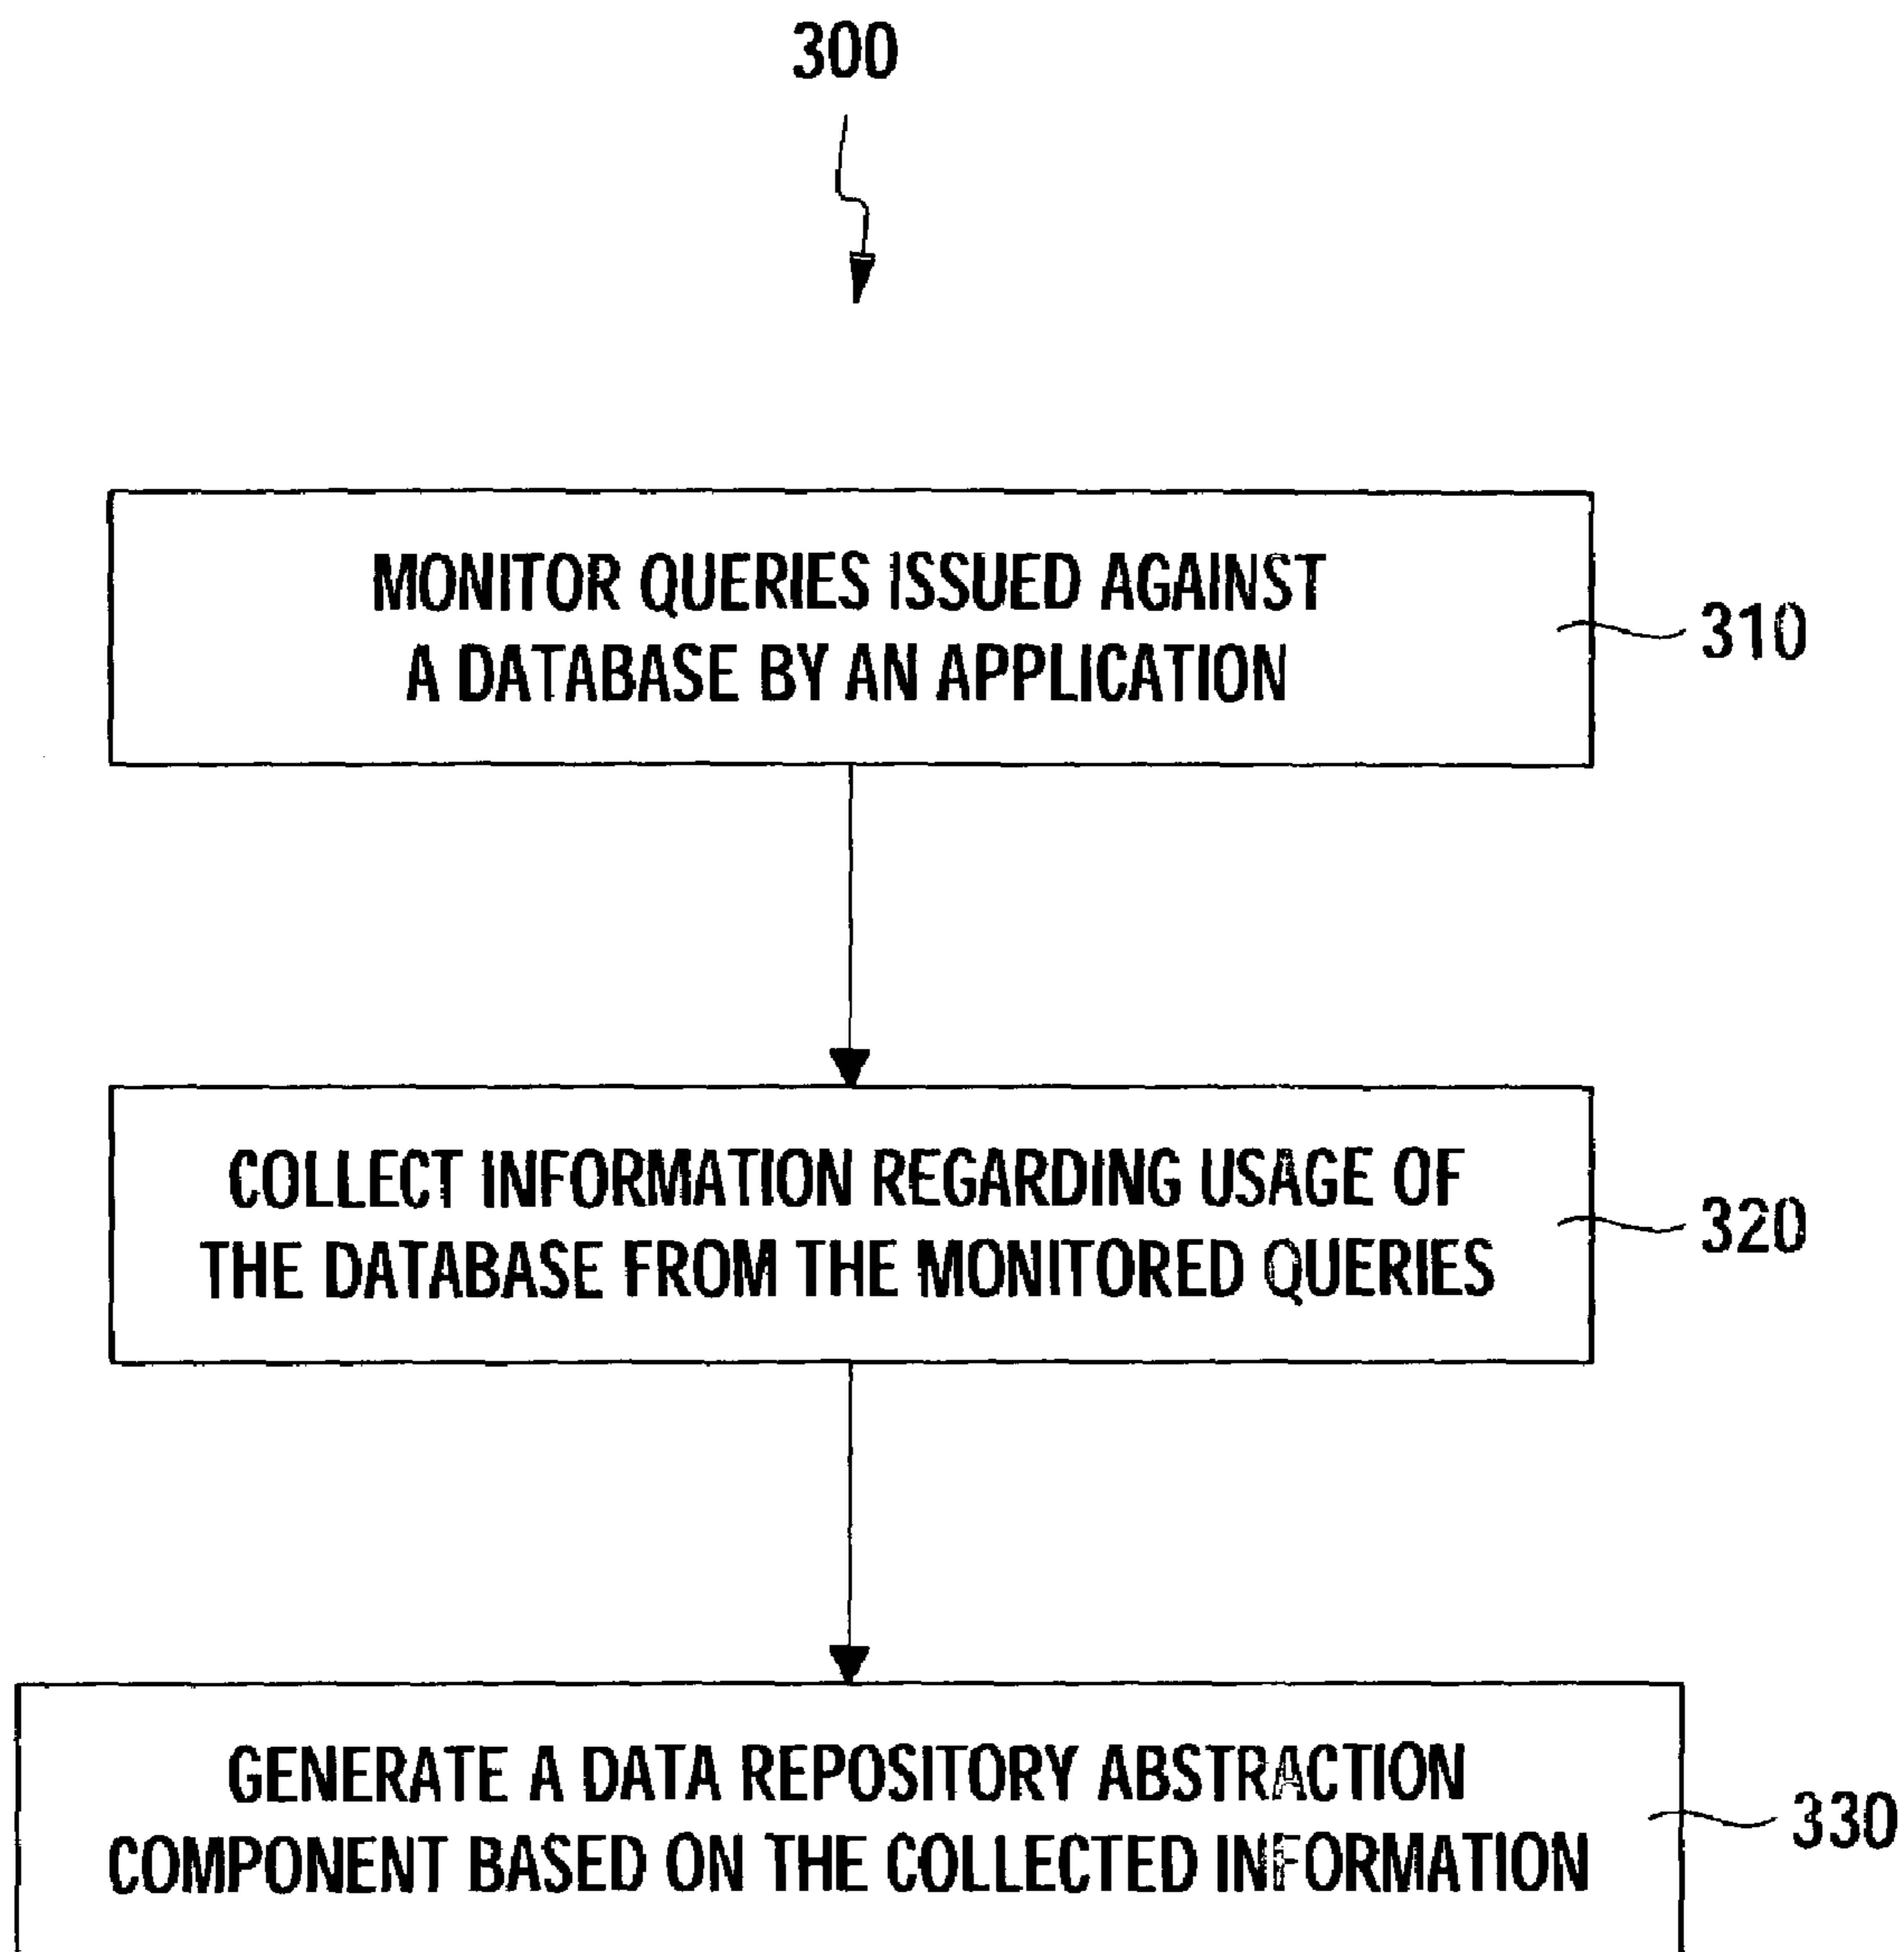 300
MONITOR QUERIES ISSUED AGAINST
A DATABASE BY AN APPLICATION
310
COLLECT INFORMATION REGARDING USAGE OF
THE DATABASE FROM THE MONITORED QUERIES
320
GENERATE A DATA REPOSITORY ABSTRACTION
COMPONENT BASED ON THE COLLECTED INFORMATION
330